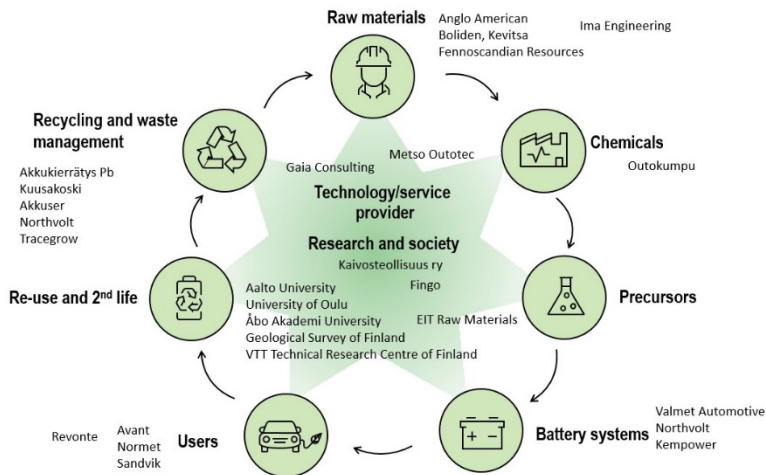 Raw materials
Anglo American
Boliden, Kevitsa
Fennoscandian Resources
Ima Engineering
Chemicals
Outokumpu
Precursors
Battery systems
Valmet Automotive
Northvolt
Kempower
Users
Avant
Normet
Sandvik
Revonte
Re-use and 2nd life
Recycling and waste
management
Akkukierrätys Pb
Kuusakoski
Akkuser
Northvolt
Tracegrow
Gaia Consulting
Metso Outotec
Technology/service
provider
Research and society
Kaivosteollisuus ry
Fingo
Aalto University
University of Oulu
Åbo Akademi University
Geological Survey of Finland
VTT Technical Research Centre of Finland
EIT Raw Materials